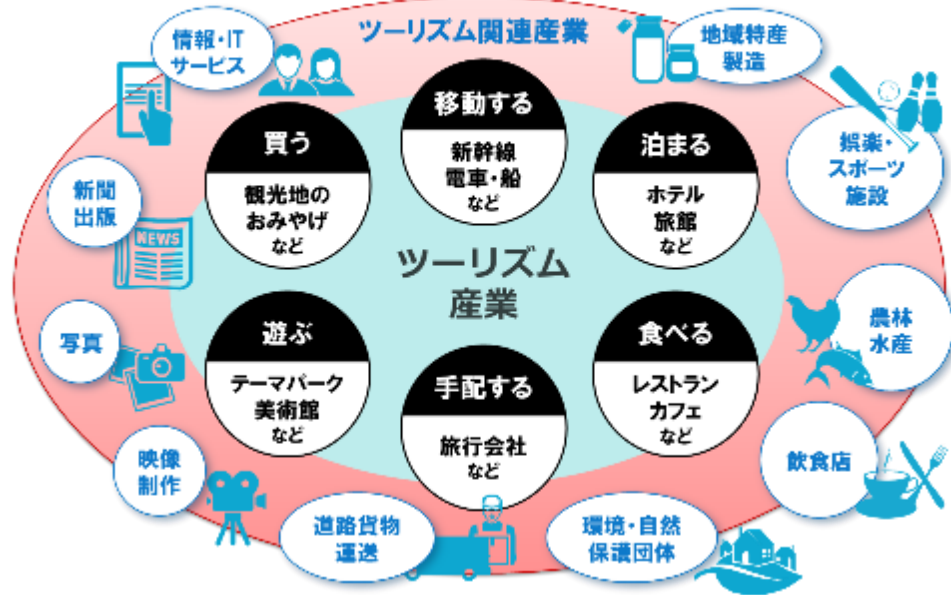 ツーリズム関連産業
情報・IT
サービス
地域特産
製造
娯楽・
スポーツ
施設
農林
水産
飲食店
環境・自然
保護団体
道路貨物
運送
映像
制作
写真
新聞
出版
NEWS
ツーリズム
産業
移動する
新幹線
電車・船
など
泊まる
ホテル
旅館
など
食べる
レストラン
カフェ
など
手配する
旅行会社
など
遊ぶ
テーマパーク
美術館
など
買う
観光地の
おみやげ
など